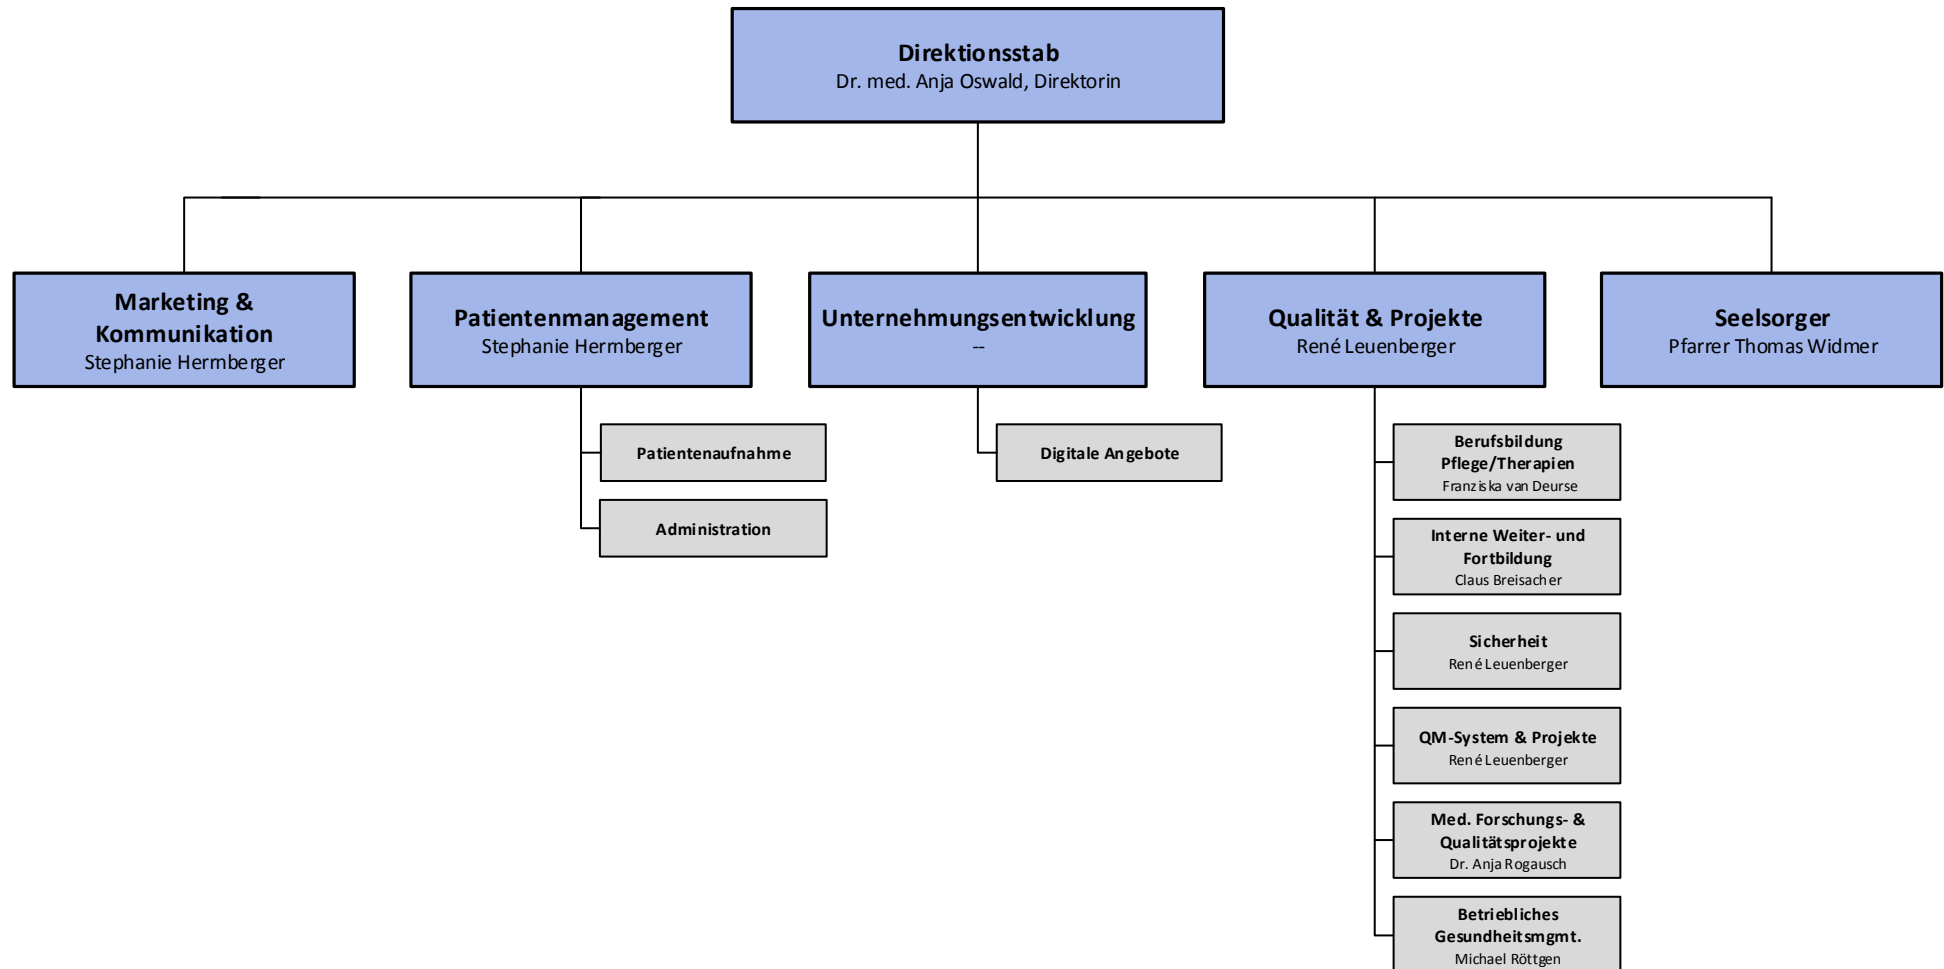 Direktionsstab
Dr. med. Anja Oswald, Direktorin
Marketing &
Kommunikation
Stephanie Hermberger
Patientenmanagement
Stephanie Hermberger
Unternehmungsentwicklung
--
Qualität & Projekte
René Leuenberger
Seelsorger
Pfarrer Thomas Widmer
Patientenaufnahme
Administration
Digitale Angebote
Berufsbildung
Pflege/Therapien
Franziska van Deurse
Interne Weiter- und
Fortbildung
Claus Breisacher
Sicherheit
René Leuenberger
QM-System & Projekte
René Leuenberger
Med. Forschungs- &
Qualitätsprojekte
Dr. Anja Rogausch
Betriebliches
Gesundheitsmgmt.
Michael Röttgen